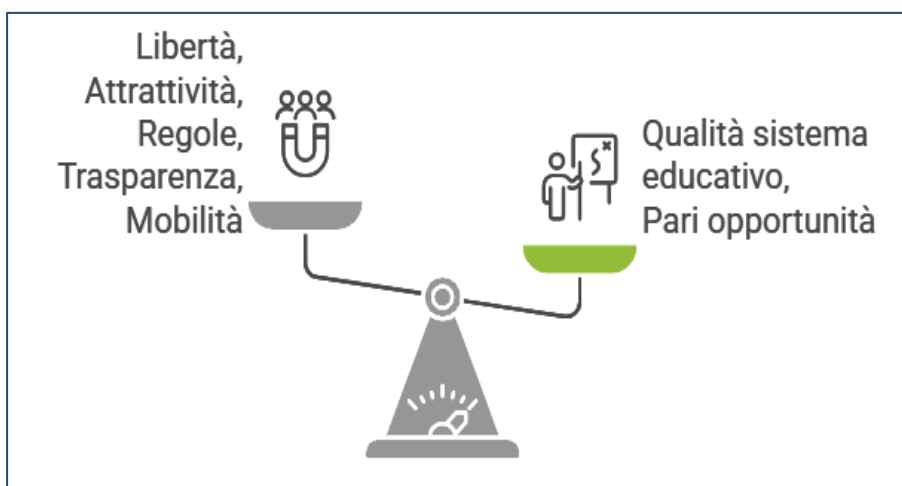 Libertà,
Attrattività,
Regole,
Trasparenza,
Mobilità
Qualità sistema
educativo,
Pari opportunità